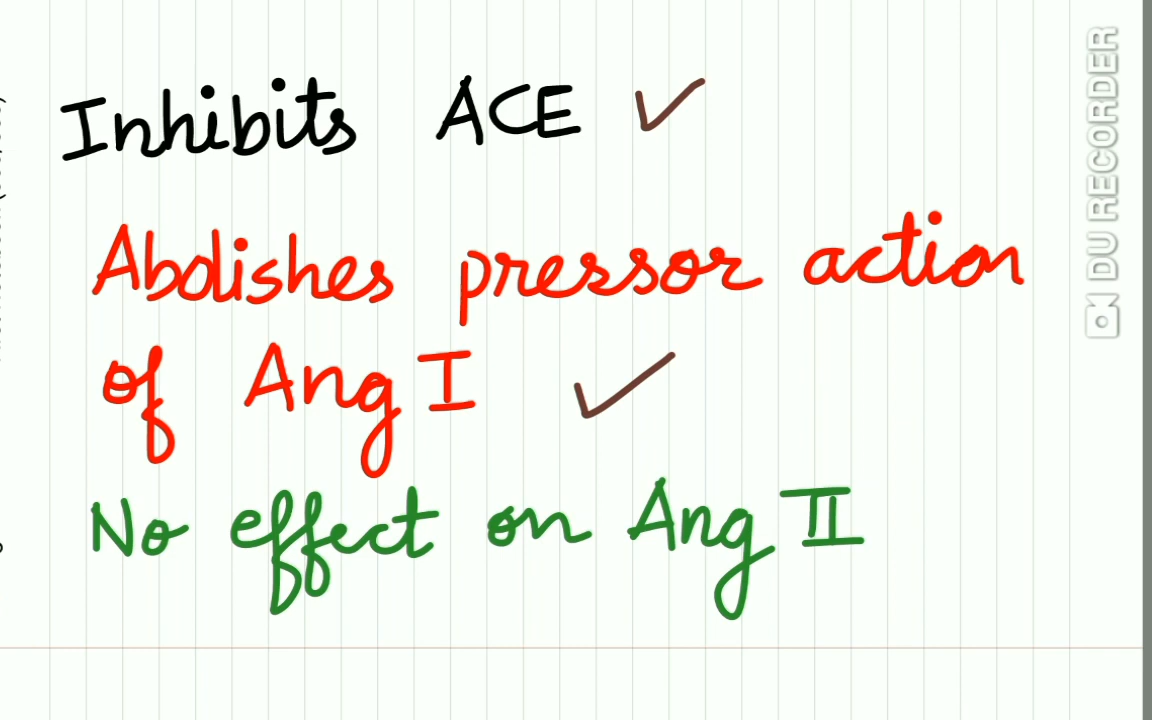 Inhibits ACE ✓
Abolishes pressor action
of Ang I ✓
No effect on Ang II
DU RECORDER